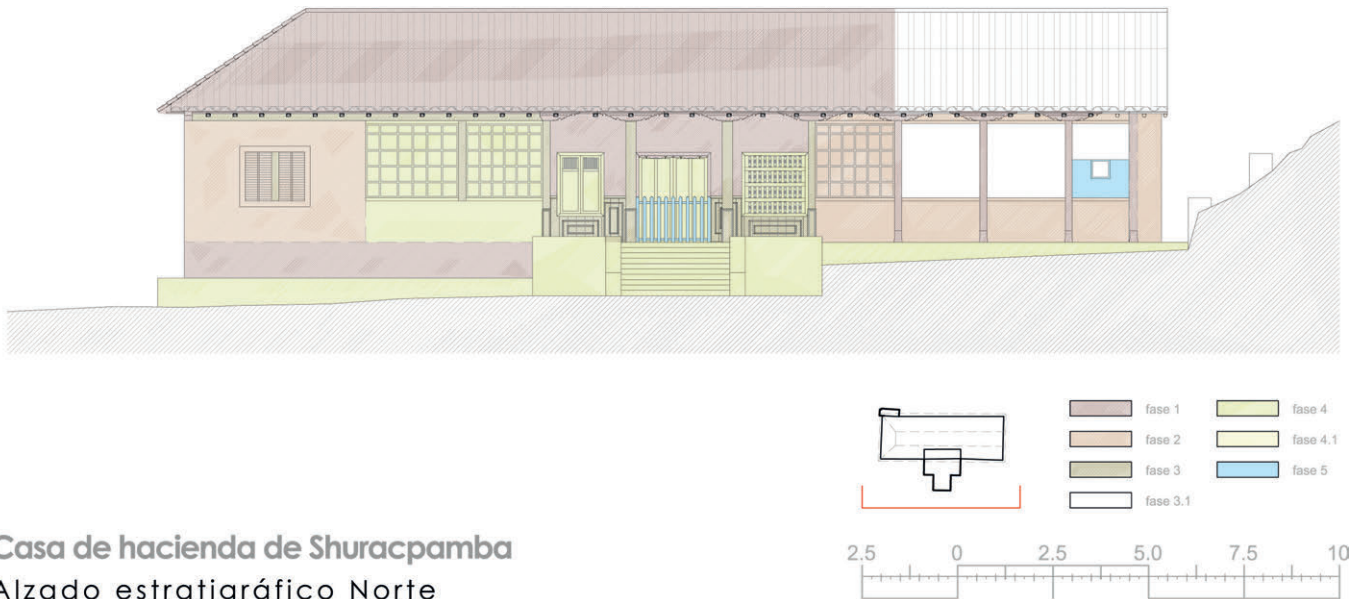 fase 1
fase 4
fase 2
fase 4.1
fase 3
fase 5
fase 3.1
Casa de hacienda de Shuracpamba
Alzado estratigráfico Norte
2.5 0 2.5 5.0 7.5 10